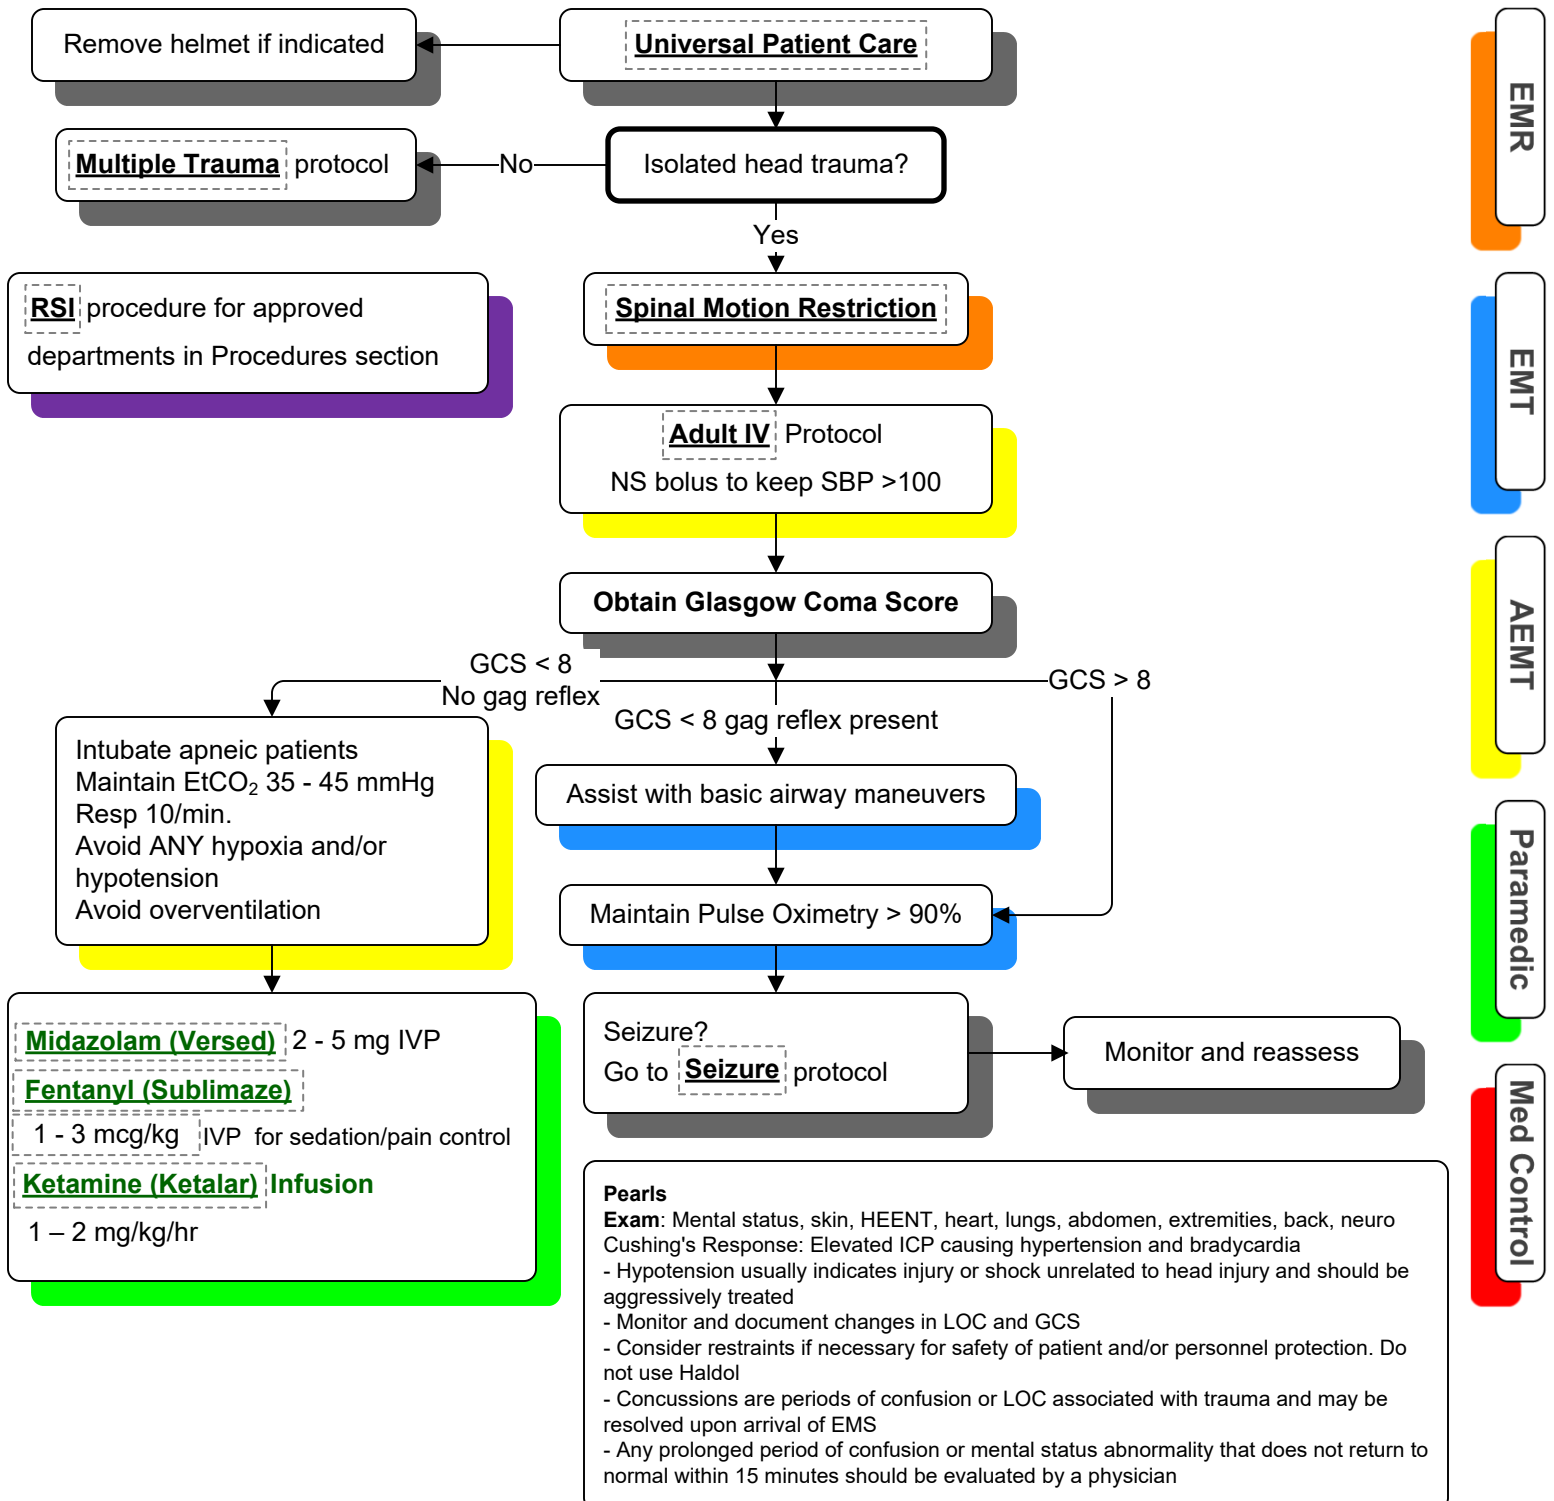 Remove helmet if indicated
Universal Patient Care
Multiple Trauma protocol
No
Isolated head trauma?
Yes
RSI procedure for approved
departments in Procedures section
Spinal Motion Restriction
Adult IV Protocol
NS bolus to keep SBP >100
Obtain Glasgow Coma Score
GCS < 8
No gag reflex
GCS < 8 gag reflex present
GCS > 8
Intubate apneic patients
Maintain EtCO₂ 35 - 45 mmHg
Resp 10/min.
Avoid ANY hypoxia and/or
hypotension
Avoid overventilation
Assist with basic airway maneuvers
Maintain Pulse Oximetry > 90%
Midazolam (Versed) 2 - 5 mg IVP
Fentanyl (Sublimaze)
1 - 3 mcg/kg IVP for sedation/pain control
Ketamine (Ketalar) Infusion
1 – 2 mg/kg/hr
Seizure?
Go to Seizure protocol
Monitor and reassess
Pearls
Exam: Mental status, skin, HEENT, heart, lungs, abdomen, extremities, back, neuro
Cushing's Response: Elevated ICP causing hypertension and bradycardia
- Hypotension usually indicates injury or shock unrelated to head injury and should be
aggressively treated
- Monitor and document changes in LOC and GCS
- Consider restraints if necessary for safety of patient and/or personnel protection. Do
not use Haldol
- Concussions are periods of confusion or LOC associated with trauma and may be
resolved upon arrival of EMS
- Any prolonged period of confusion or mental status abnormality that does not return to
normal within 15 minutes should be evaluated by a physician
EMR
EMT
AEMT
Paramedic
Med Control